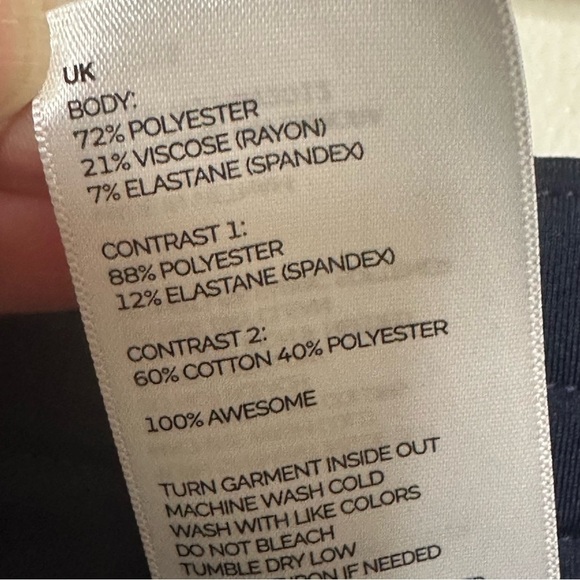 UK
BODY:
72% POLYESTER
21% VISCOSE (RAYON)
7% ELASTANE (SPANDEX)
CONTRAST 1:
88% POLYESTER
12% ELASTANE (SPANDEX)
CONTRAST 2:
60% COTTON 40% POLYESTER
100% AWESOME
TURN GARMENT INSIDE OUT
MACHINE WASH COLD
WASH WITH LIKE COLORS
DO NOT BLEACH
TUMBLE DRY LOW
IF NEEDED